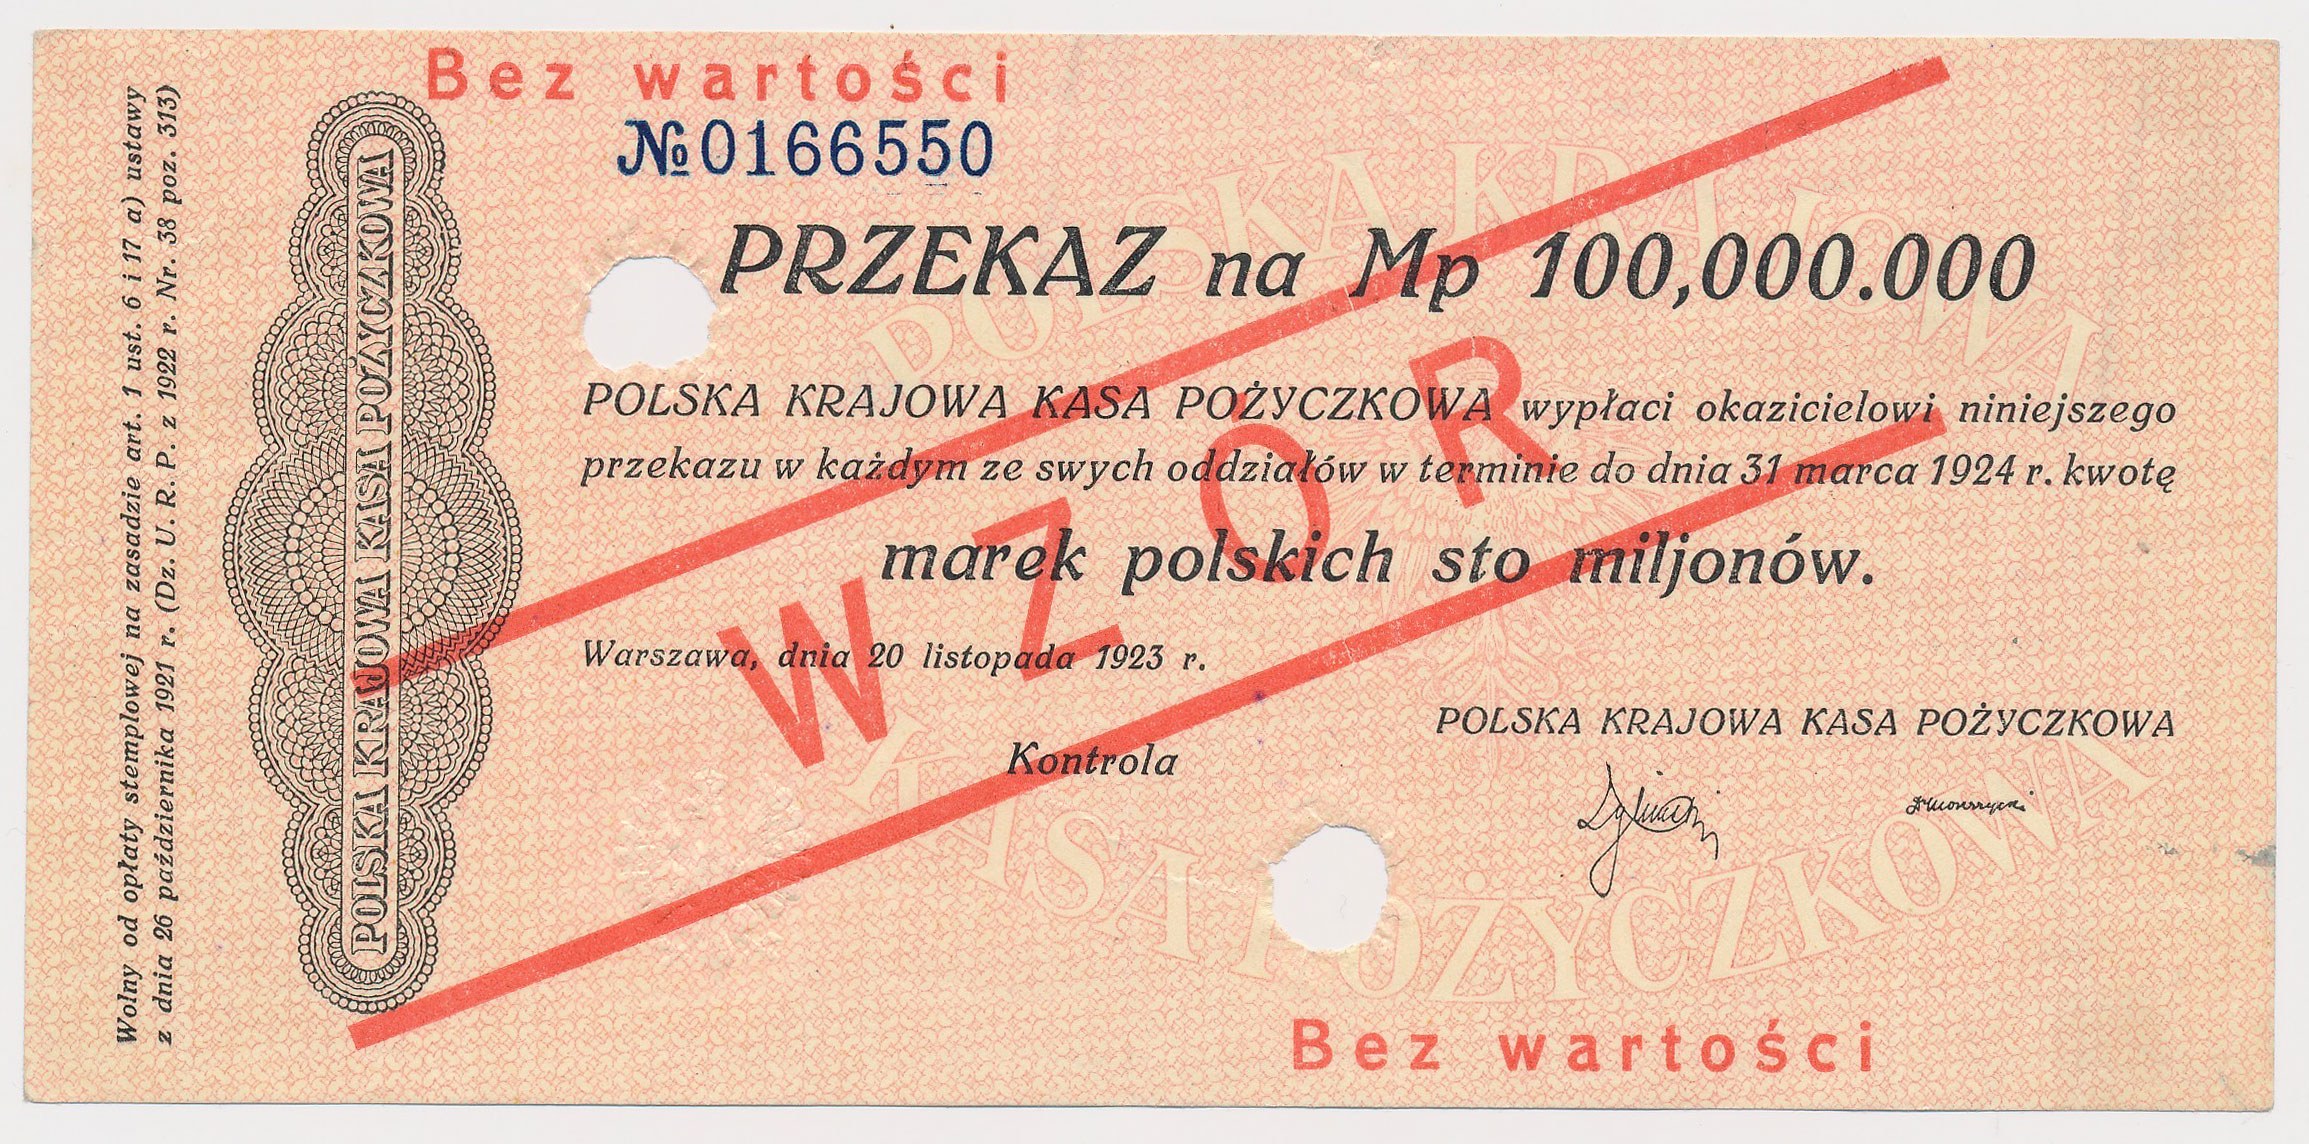 Bez wartości
№ 0166550
PRZEKAZ na Mp 100,000.000
POLSKA KRAJOWA KASA POŻYCZKOWA wypłaci okazicielowi niniejszego
przekazu w każdym ze swych oddziałów w terminie do dnia 31 marca 1924 r. kwotę
marek polskich sto miljonów.
Warszawa, dnia 20 listopada 1923 r.
WZÓR
POLSKA KRAJOWA KASA POŻYCZKOWA
Kontrola
Bez wartości
POLSKA KRAJOWA KASA POŻYCZKOWA
Wolny od opłaty stemplowej na zasadzie art. 1 ust. 6 i 17 a) ustawy
z dnia 26 października 1921 r. (Dz. U. R. P. z 1922 r. Nr. 38 poz. 313)
POLSKA KRAJOWA
KASA POŻYCZKOWA